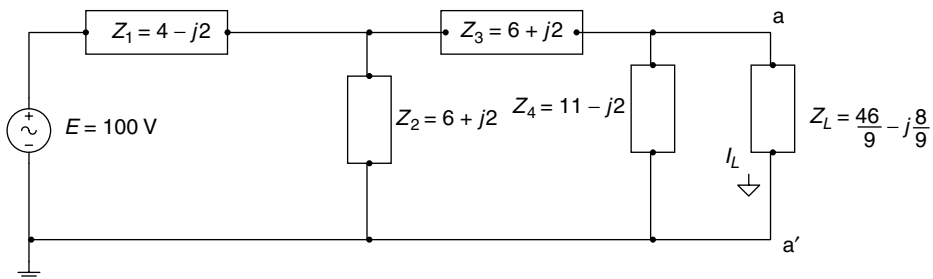 a
Z1 = 4 – j2
Z3 = 6 + j2
E = 100 V
Z2 = 6 + j2
Z4 = 11 – j2
ZL = 46/9 – j 8/9
IL
a′
+
~
–